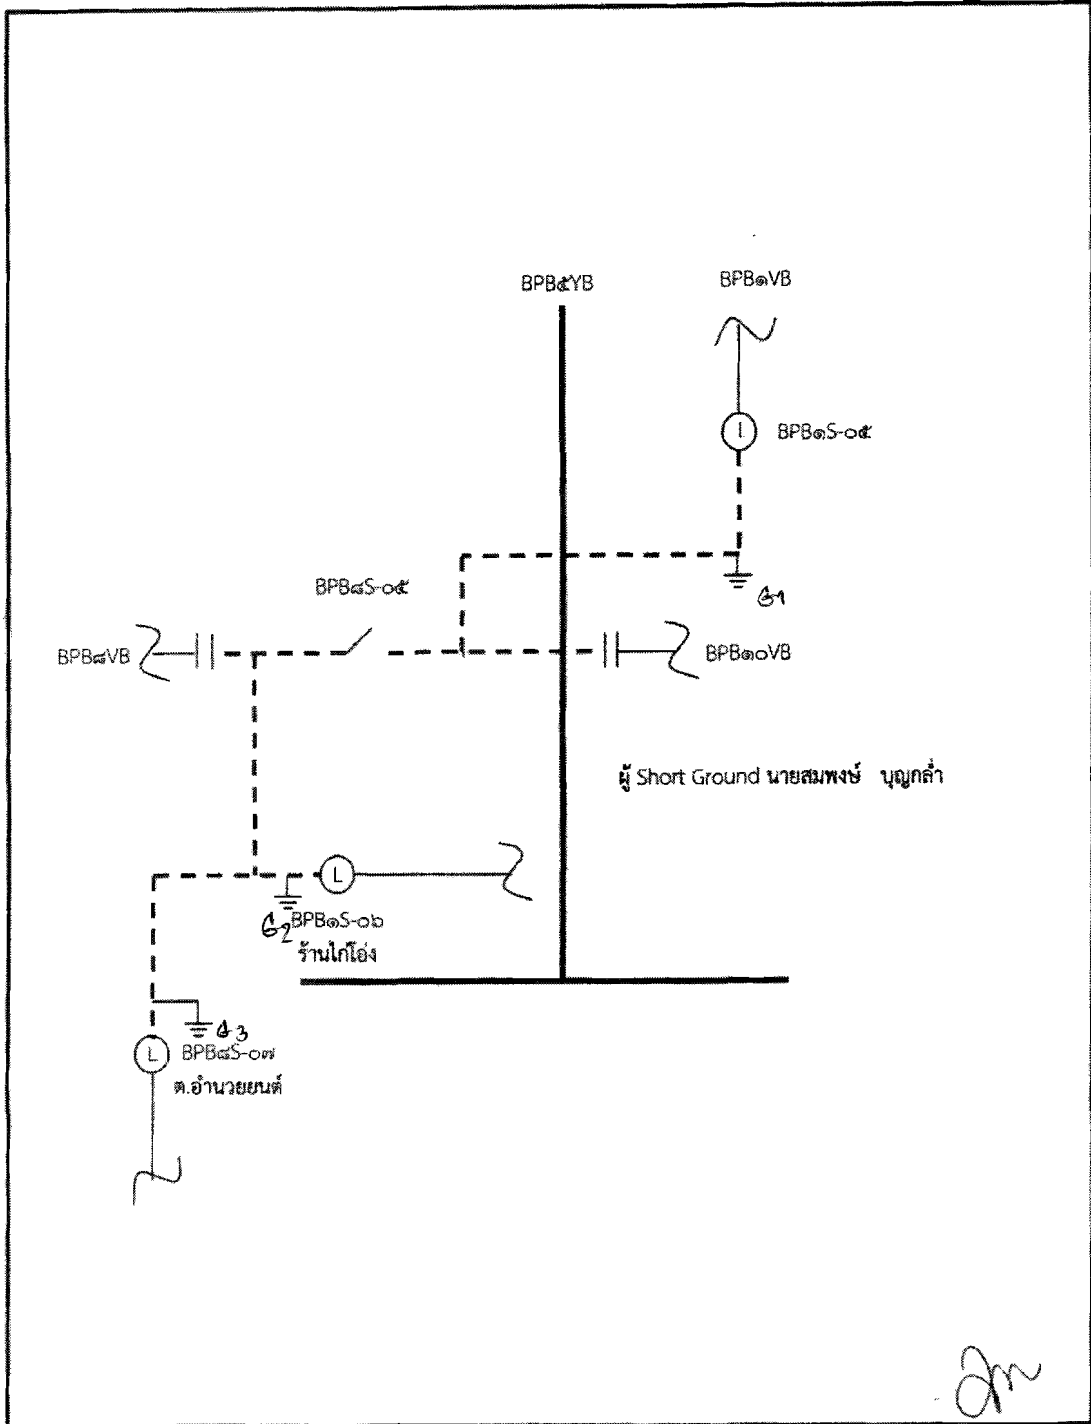 BPB๕YB
BPB๑VB
L
BPB๑S-๐๕
BPB๘S-๐๕
G1
BPB๘VB
BPB๑๐VB
ผู้ Short Ground นายสมพงษ์ บุญกล่ำ
L
G2
BPB๑S-๐๖
ร้านไก่โอ่ง
G3
L
BPB๘S-๐๗
ต.อำนวยยนต์